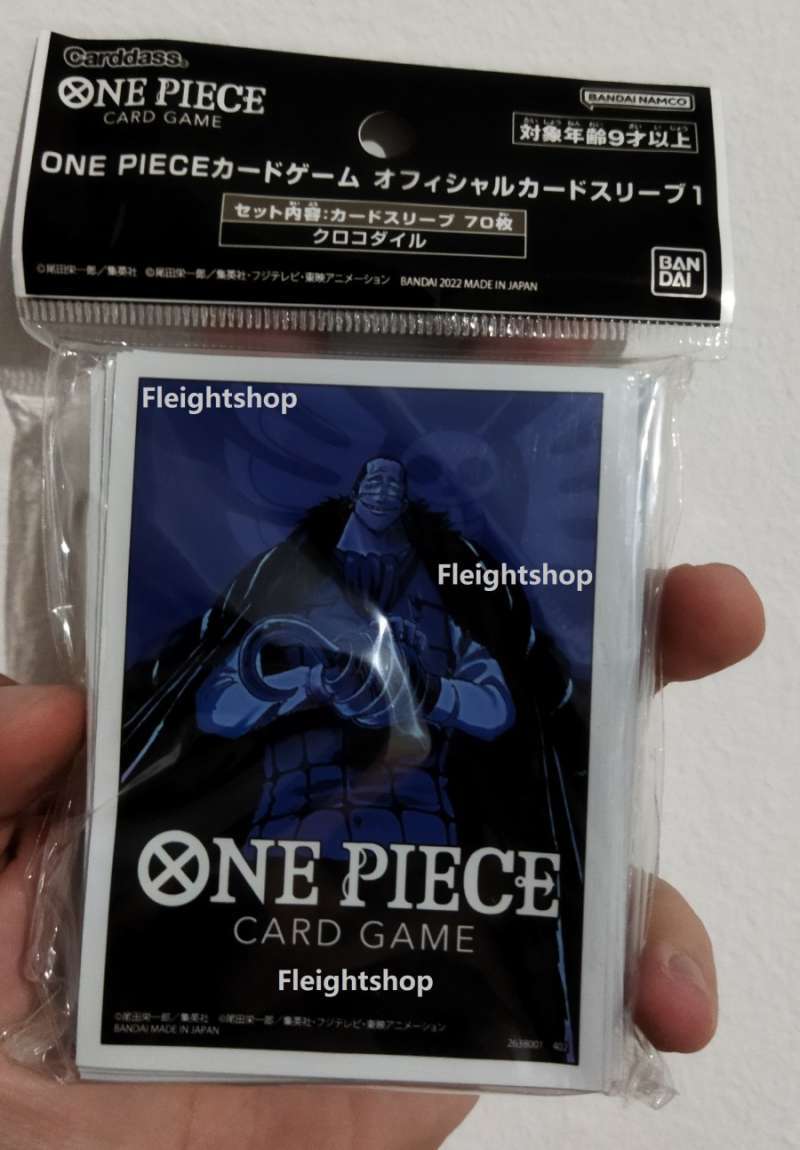 Carddass
ONE PIECE
CARD GAME
BANDAI NAMCO
対象年齢9才以上
ONE PIECEカードゲーム オフィシャルカードスリーブ1
セット内容:カードスリーブ 70枚
クロコダイル
©尾田栄一郎/集英社 ©尾田栄一郎/集英社・フジテレビ・東映アニメーション BANDAI 2022 MADE IN JAPAN
BAN
DAI
Fleightshop
Fleightshop
ONE PIECE
CARD GAME
Fleightshop
©尾田栄一郎/集英社 ©尾田栄一郎/集英社・フジテレビ・東映アニメーション
BANDAI MADE IN JAPAN
2638001